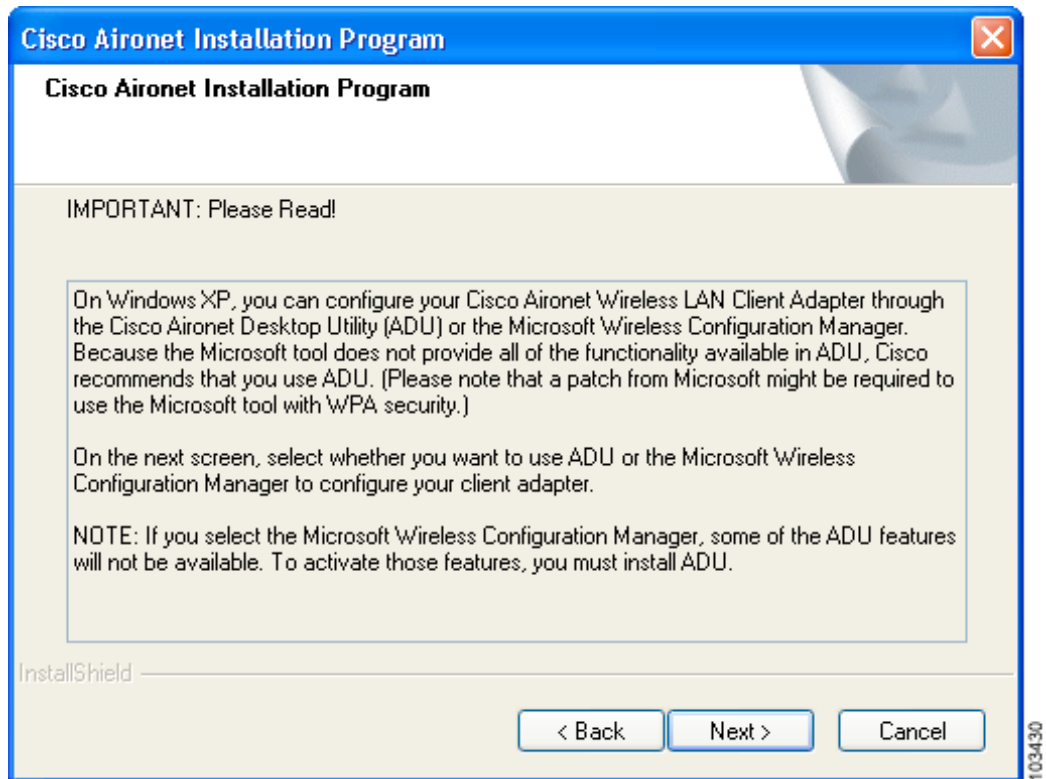 Cisco Aironet Installation Program
Cisco Aironet Installation Program
IMPORTANT: Please Read!
On Windows XP, you can configure your Cisco Aironet Wireless LAN Client Adapter through
the Cisco Aironet Desktop Utility (ADU) or the Microsoft Wireless Configuration Manager.
Because the Microsoft tool does not provide all of the functionality available in ADU, Cisco
recommends that you use ADU. (Please note that a patch from Microsoft might be required to
use the Microsoft tool with WPA security.)
On the next screen, select whether you want to use ADU or the Microsoft Wireless
Configuration Manager to configure your client adapter.
NOTE: If you select the Microsoft Wireless Configuration Manager, some of the ADU features
will not be available. To activate those features, you must install ADU.
InstallShield
< Back
Next >
Cancel
103430